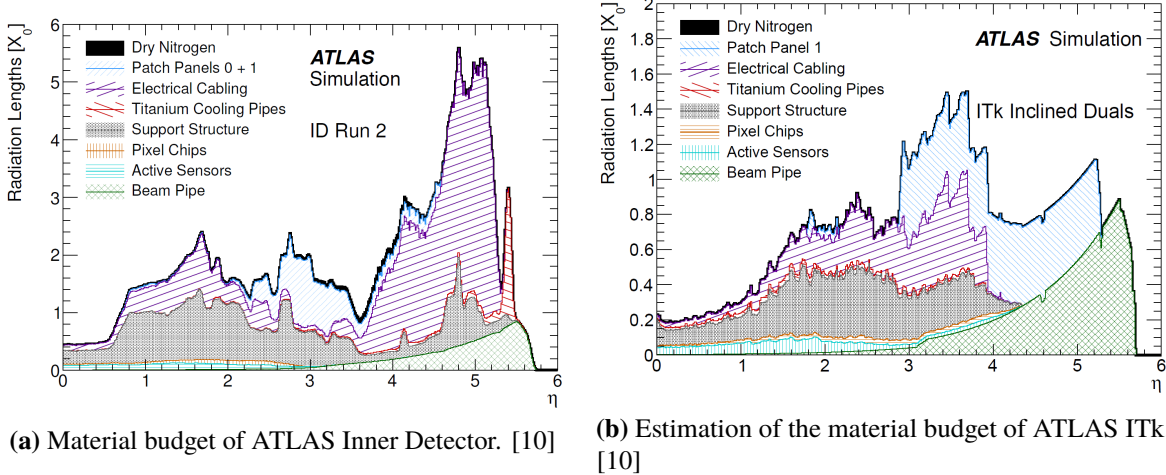 Radiation Lengths [X₀]
6
5
4
3
2
1
0
Dry Nitrogen
Patch Panels 0 + 1
Electrical Cabling
Titanium Cooling Pipes
Support Structure
Pixel Chips
Active Sensors
Beam Pipe
ATLAS
Simulation
ID Run 2
0 1 2 3 4 5 6
η
(a) Material budget of ATLAS Inner Detector. [10]
Radiation Lengths [X₀]
2
1.8
1.6
1.4
1.2
1
0.8
0.6
0.4
0.2
0
Dry Nitrogen
Patch Panel 1
Electrical Cabling
Titanium Cooling Pipes
Support Structure
Pixel Chips
Active Sensors
Beam Pipe
ATLAS Simulation
ITk Inclined Duals
0 1 2 3 4 5 6
η
(b) Estimation of the material budget of ATLAS ITk
[10]